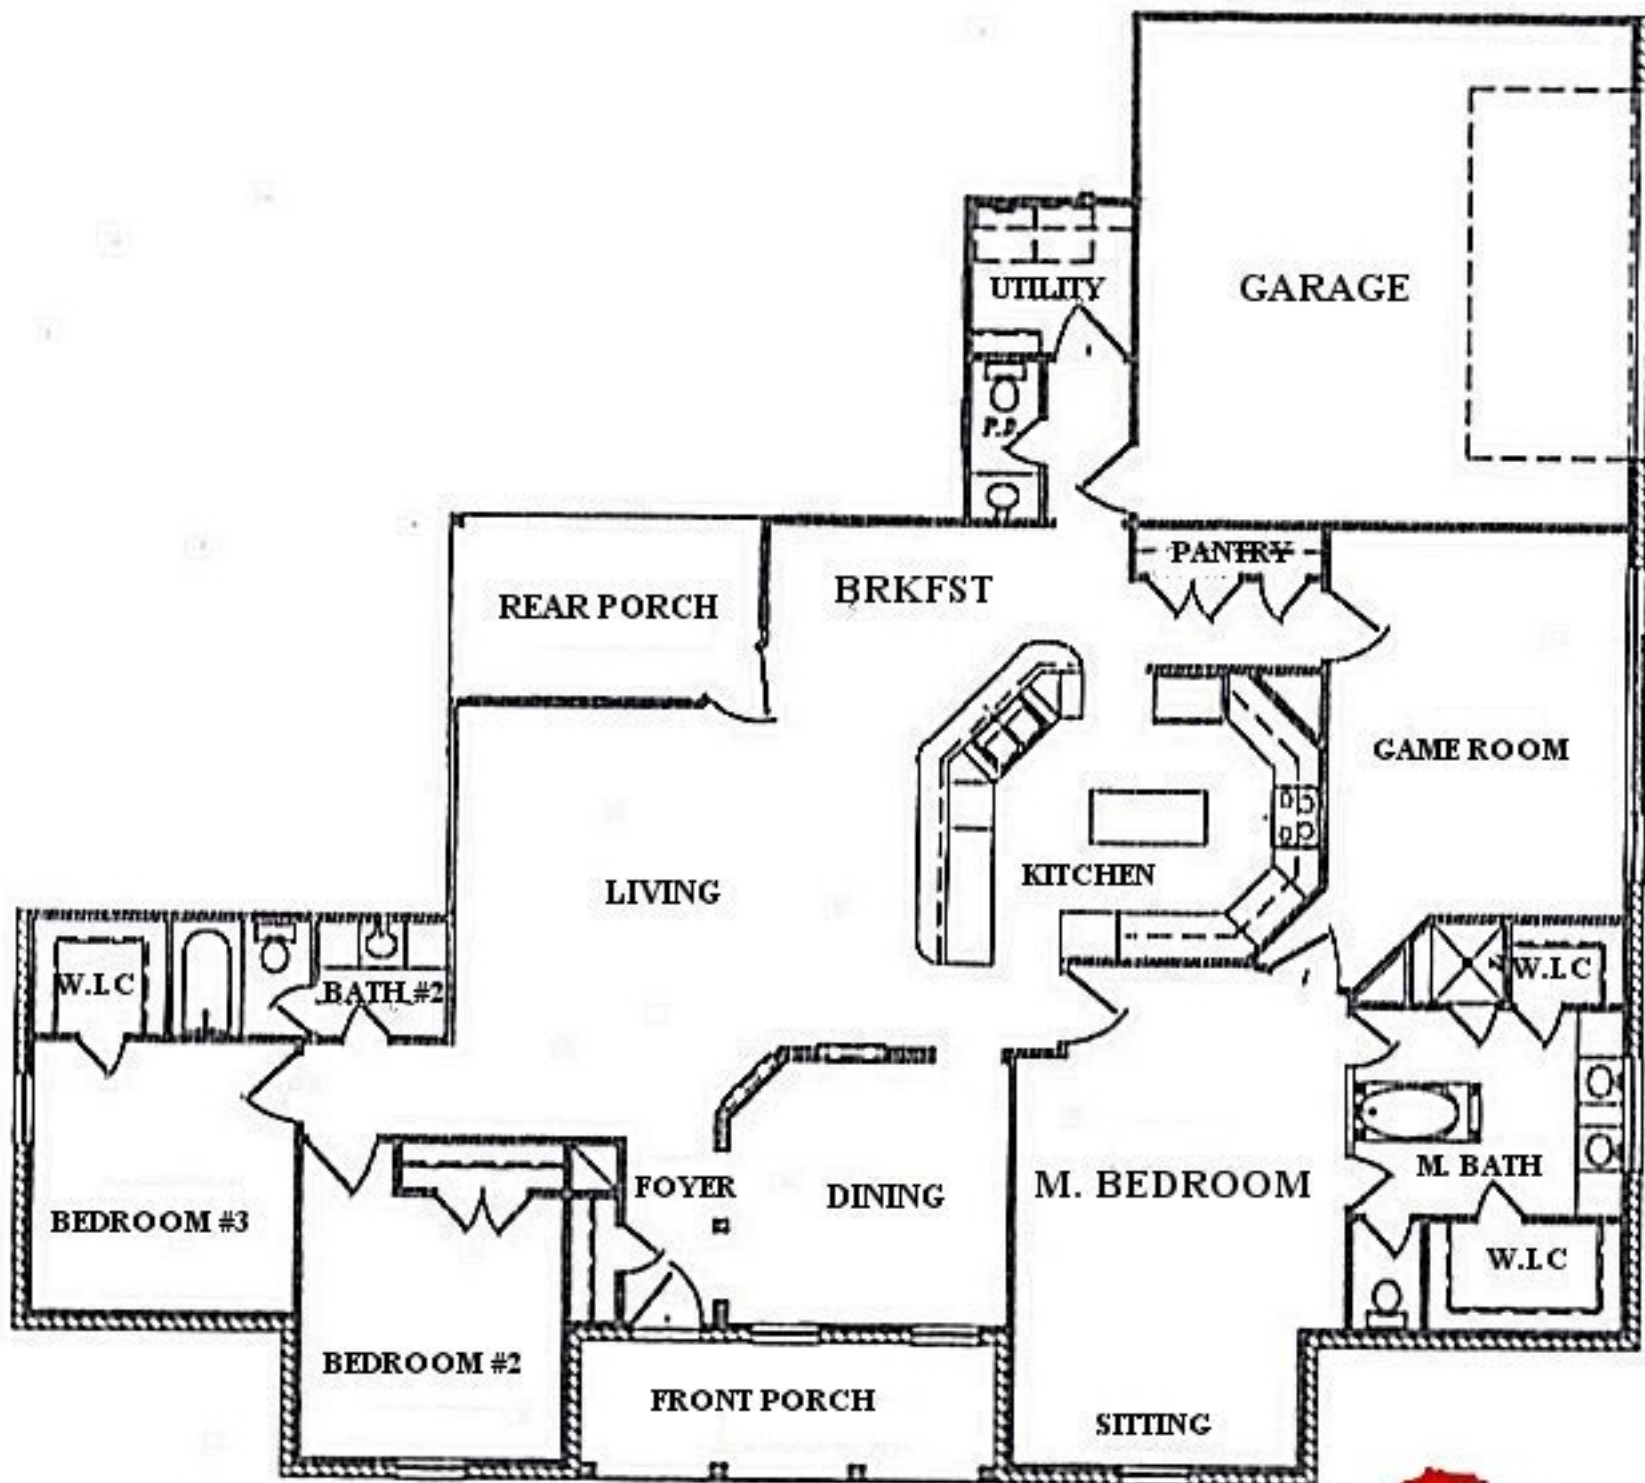 GARAGE
UTILITY
PANTRY
BRKFST
REAR PORCH
GAME ROOM
KITCHEN
LIVING
W.I.C
BATH #2
W.I.C
M. BATH
M. BEDROOM
FOYER
DINING
BEDROOM #3
W.I.C
BEDROOM #2
FRONT PORCH
SITTING